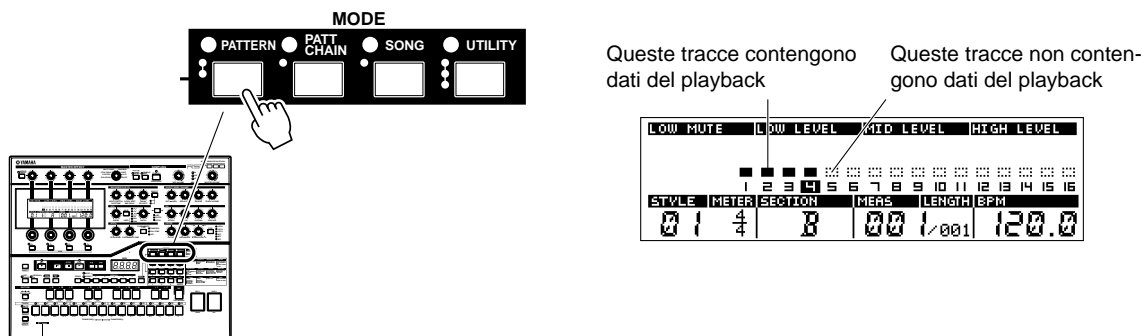 MODE
PATTERN
PATT
CHAIN
SONG
UTILITY
Queste tracce contengono
dati del playback
Queste tracce non conten-
gono dati del playback
LOW MUTE LOW LEVEL MID LEVEL HIGH LEVEL
1 2 3 4 5 6 7 8 9 10 11 12 13 14 15 16
STYLE METER SECTION MEAS LENGTH BPM
01 4/4 B 001/001 120.0
YAMAHA